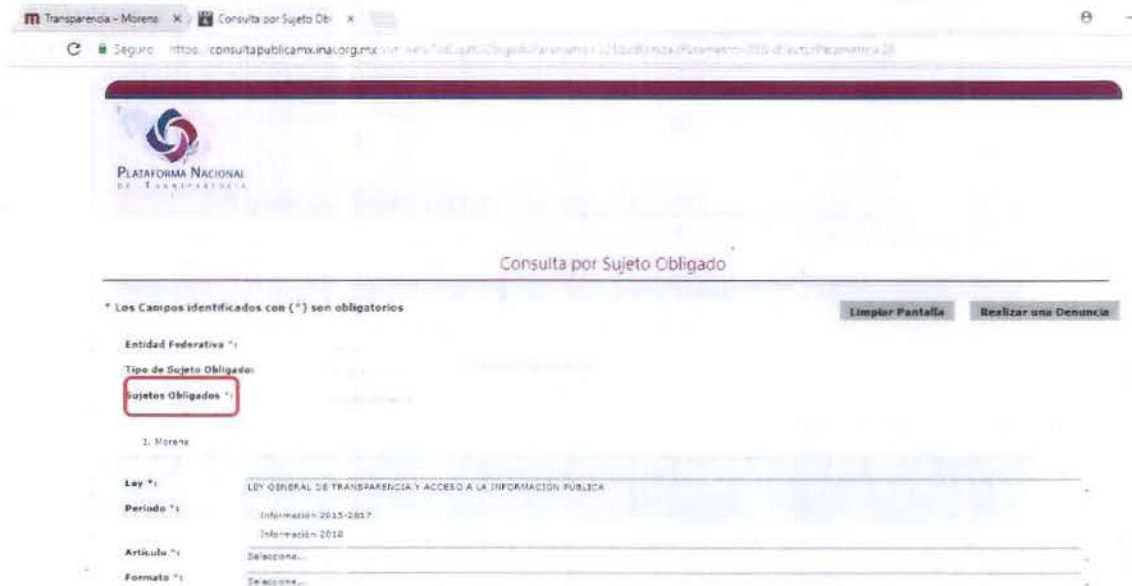 m Transparencia – Morena × Consulta por Sujeto Obl ×
Seguro https: consultapublicamx.inai.org.mx
PLATAFORMA NACIONAL
DE TRANSPARENCIA
Consulta por Sujeto Obligado
* Los Campos identificados con (*) son obligatorios
Limpiar Pantalla Realizar una Denuncia
Entidad Federativa *:
Tipo de Sujeto Obligado:
Sujetos Obligados *:
1. Morena
Ley *: LEY GENERAL DE TRANSPARENCIA Y ACCESO A LA INFORMACIÓN PÚBLICA
Periodo *: Información 2015-2017
Información 2018
Artículo *: Seleccione...
Formato *: Seleccione...